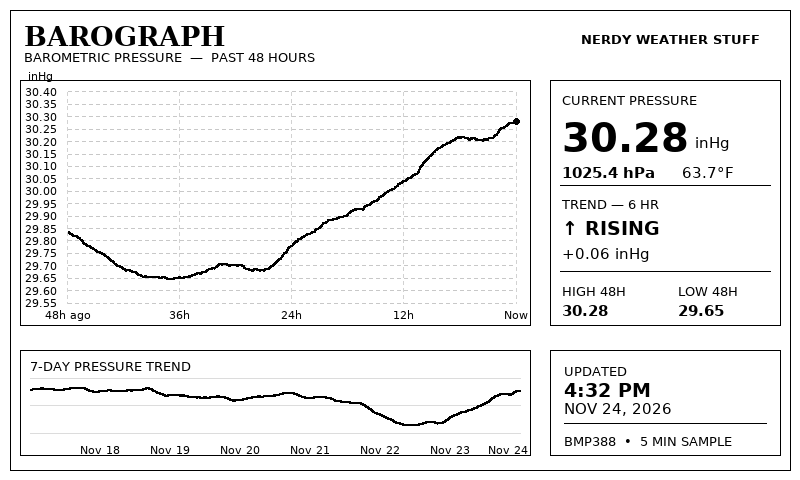 BAROGRAPH
BAROMETRIC PRESSURE — PAST 48 HOURS
NERDY WEATHER STUFF
inHg
30.40
30.35
30.30
30.25
30.20
30.15
30.10
30.05
30.00
29.95
29.90
29.85
29.80
29.75
29.70
29.65
29.60
29.55
48h ago 36h 24h 12h Now
CURRENT PRESSURE
30.28 inHg
1025.4 hPa 63.7°F
TREND — 6 HR
↑ RISING
+0.06 inHg
HIGH 48H LOW 48H
30.28 29.65
7-DAY PRESSURE TREND
Nov 18 Nov 19 Nov 20 Nov 21 Nov 22 Nov 23 Nov 24
UPDATED
4:32 PM
NOV 24, 2026
BMP388 • 5 MIN SAMPLE